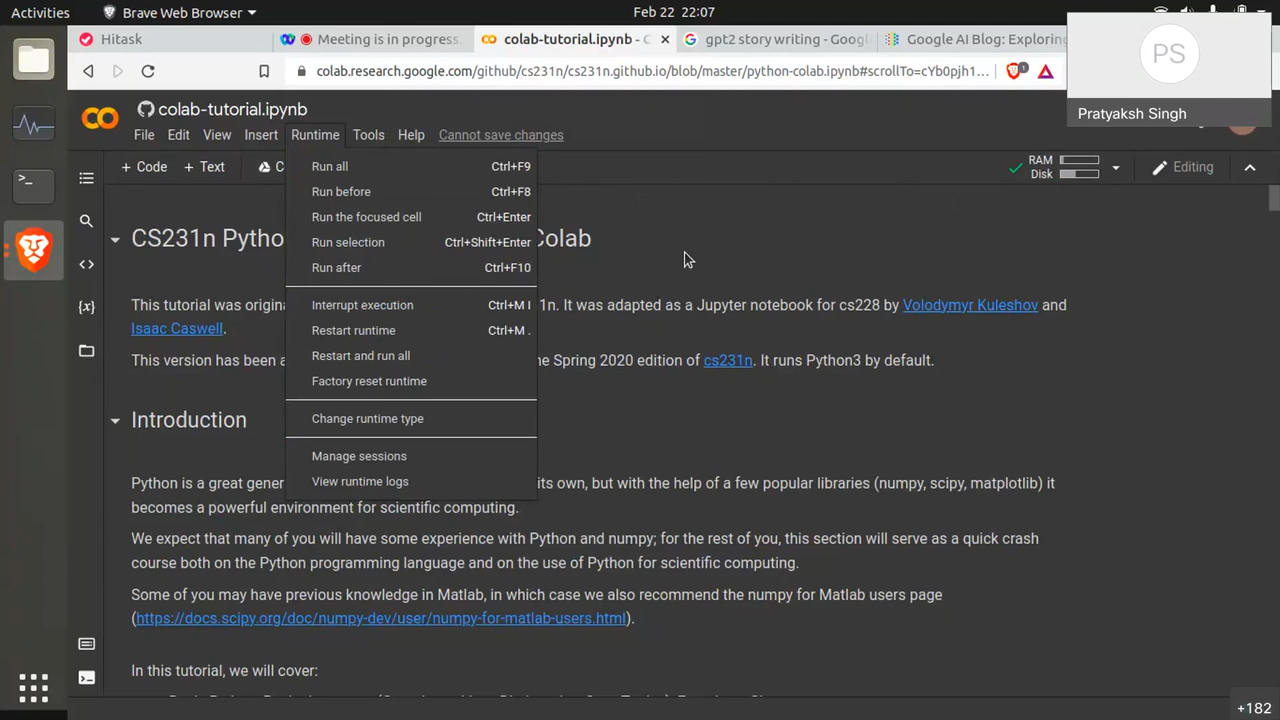 Activities
Brave Web Browser
Feb 22 22:07
Hitask
Meeting is in progress.
colab-tutorial.ipynb - C
gpt2 story writing - Googl
Google AI Blog: Exploring
PS
Pratyaksh Singh
colab.research.google.com/github/cs231n/cs231n.github.io/blob/master/python-colab.ipynb#scrollTo=cYb0pjh1...
1
colab-tutorial.ipynb
File Edit View Insert Runtime Tools Help Cannot save changes
+ Code + Text C
RAM
Disk
Editing
Run all Ctrl+F9
Run before Ctrl+F8
Run the focused cell Ctrl+Enter
Run selection Ctrl+Shift+Enter
Run after Ctrl+F10
Interrupt execution Ctrl+M I
Restart runtime Ctrl+M .
Restart and run all
Factory reset runtime
Change runtime type
Manage sessions
View runtime logs
CS231n Pytho Colab
This tutorial was origina 1n. It was adapted as a Jupyter notebook for cs228 by Volodymyr Kuleshov and
Isaac Caswell.
This version has been a he Spring 2020 edition of cs231n. It runs Python3 by default.
Introduction
Python is a great gener its own, but with the help of a few popular libraries (numpy, scipy, matplotlib) it
becomes a powerful environment for scientific computing.
We expect that many of you will have some experience with Python and numpy; for the rest of you, this section will serve as a quick crash
course both on the Python programming language and on the use of Python for scientific computing.
Some of you may have previous knowledge in Matlab, in which case we also recommend the numpy for Matlab users page
(https://docs.scipy.org/doc/numpy-dev/user/numpy-for-matlab-users.html).
In this tutorial, we will cover:
+182